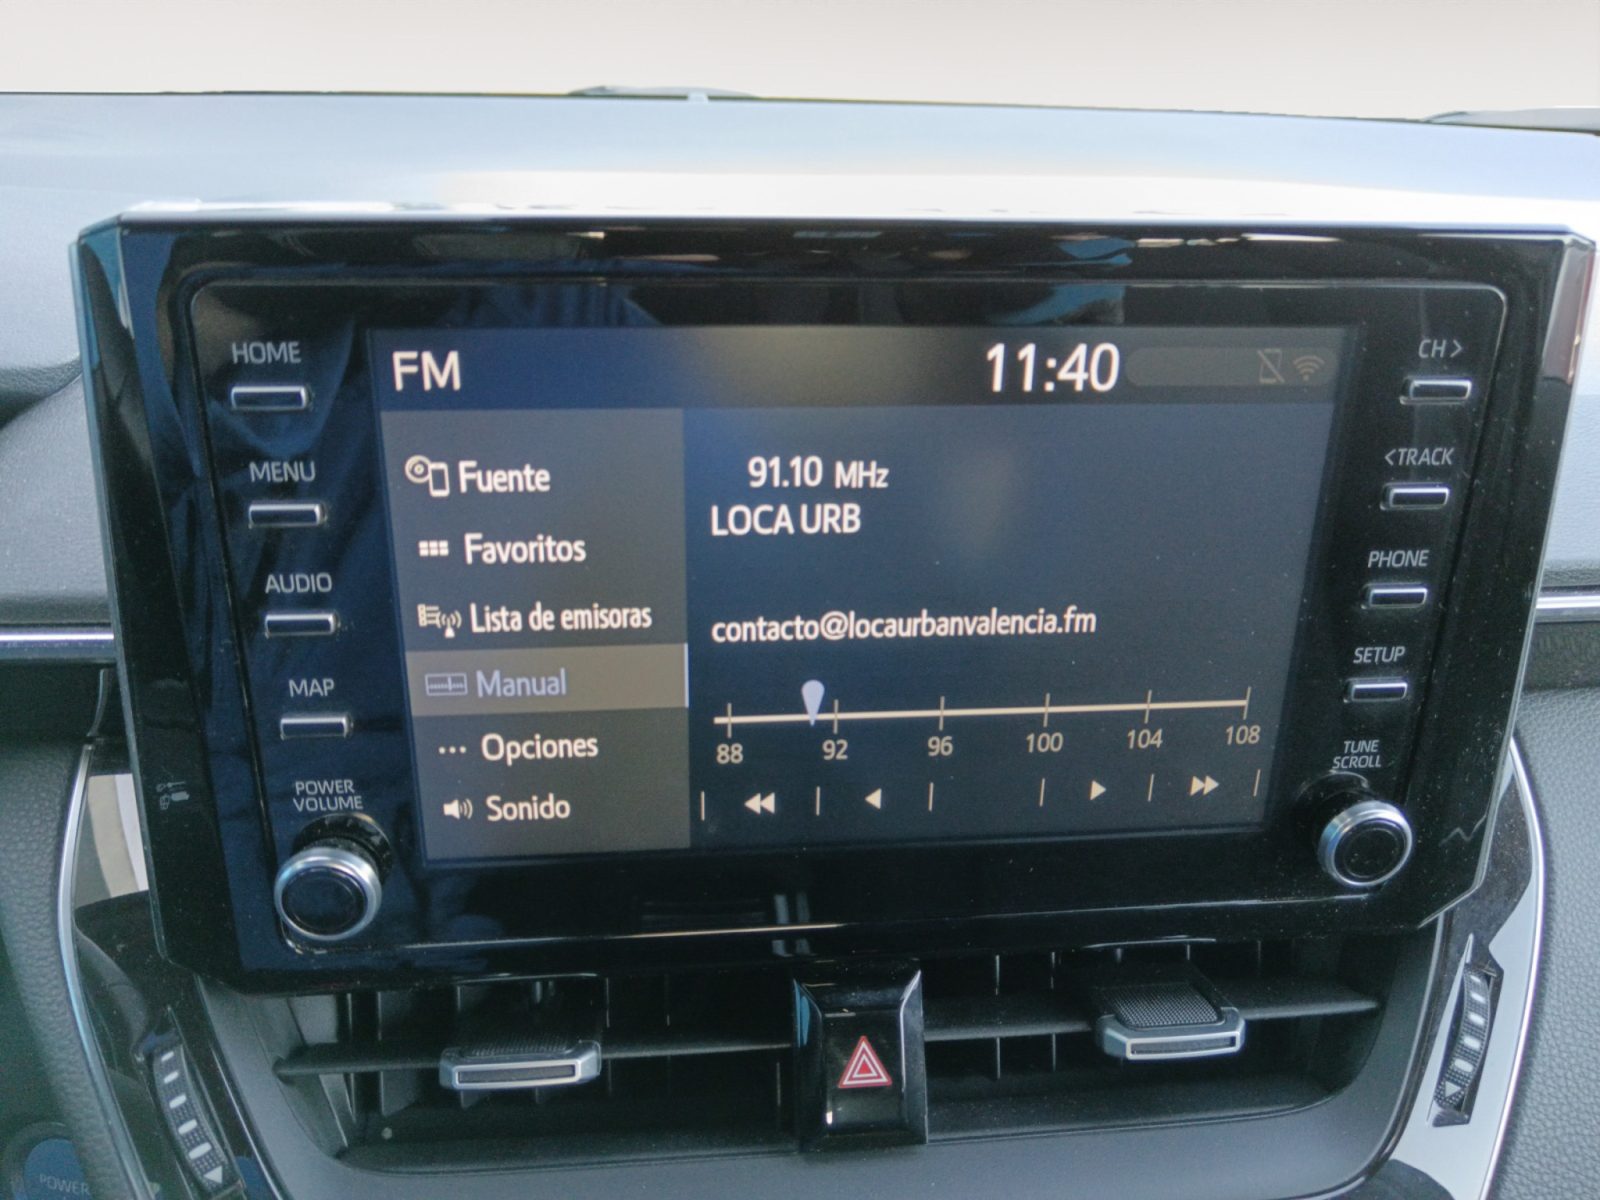 HOME
MENU
AUDIO
MAP
POWER
VOLUME
FM
11:40
Fuente
Favoritos
Lista de emisoras
Manual
Opciones
Sonido
91.10 MHz
LOCA URB
contacto@locaurbanvalencia.fm
88 92 96 100 104 108
CH >
<TRACK
PHONE
SETUP
TUNE
SCROLL
POWER